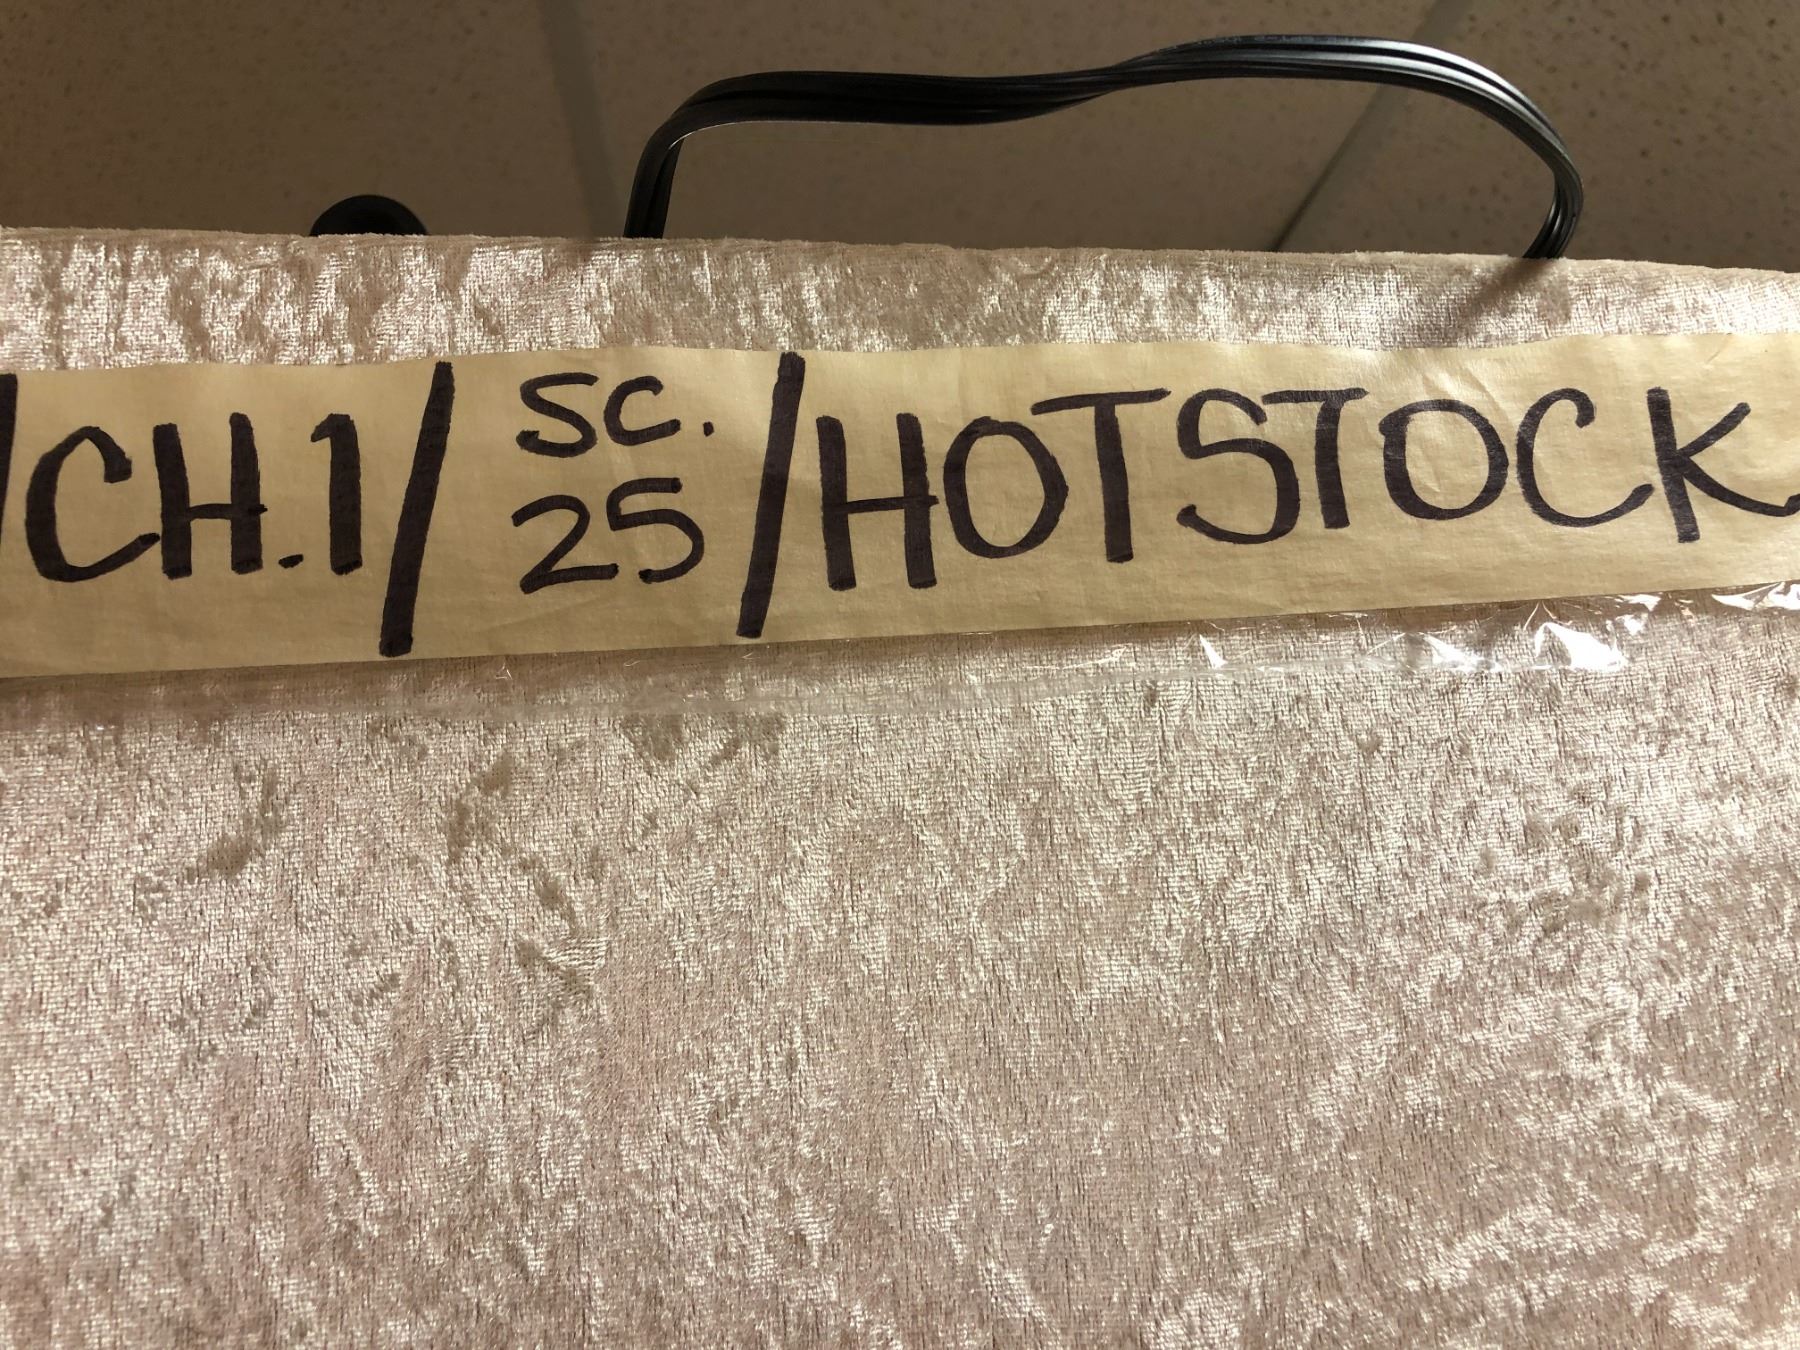 /CH.1/ SC. 25 /HOTSTOCK